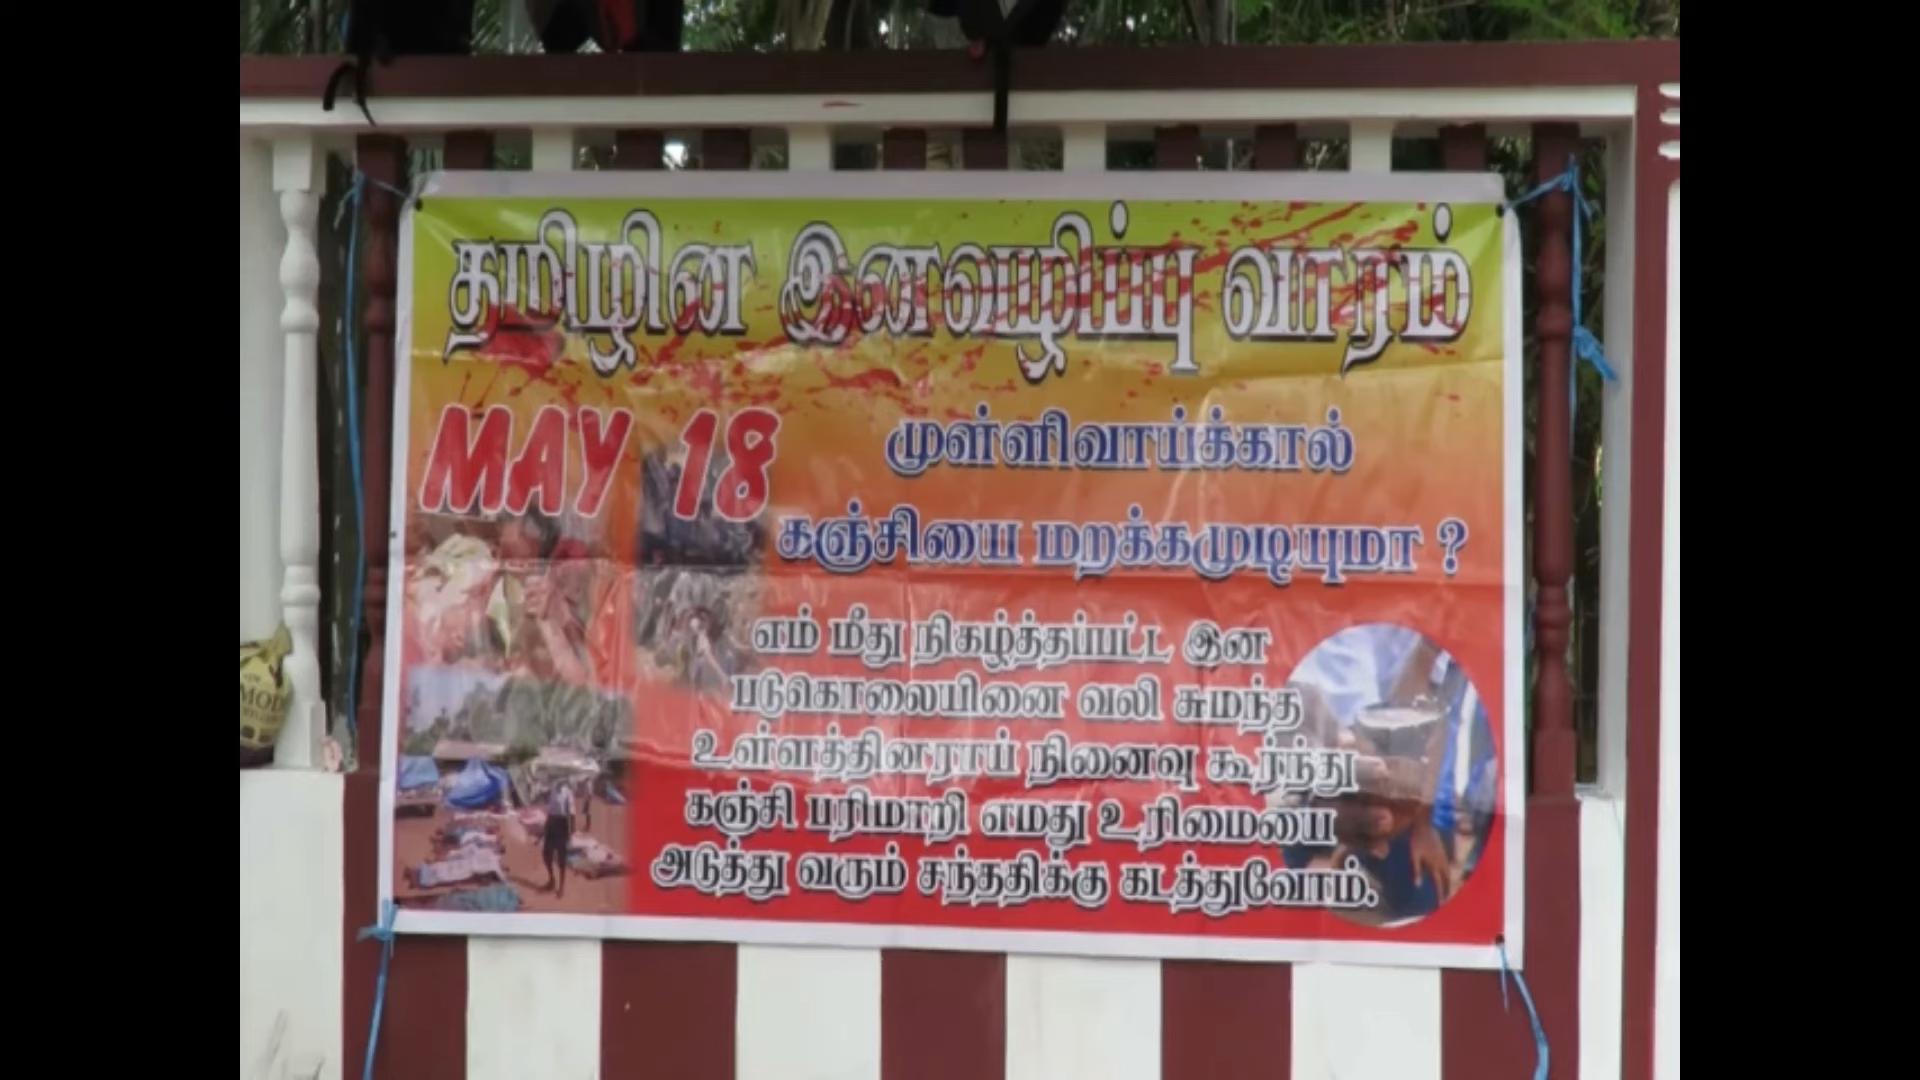 தமிழின இனவழிப்பு வாரம்
MAY 18
முள்ளிவாய்க்கால்
கஞ்சியை மறக்கமுடியுமா ?
எம் மீது நிகழ்த்தப்பட்ட இன
படுகொலையினை வலி சுமந்த
உள்ளத்தினராய் நினைவு கூர்ந்து
கஞ்சி பரிமாறி எமது உரிமையை
அடுத்து வரும் சந்ததிக்கு கடத்துவோம்.